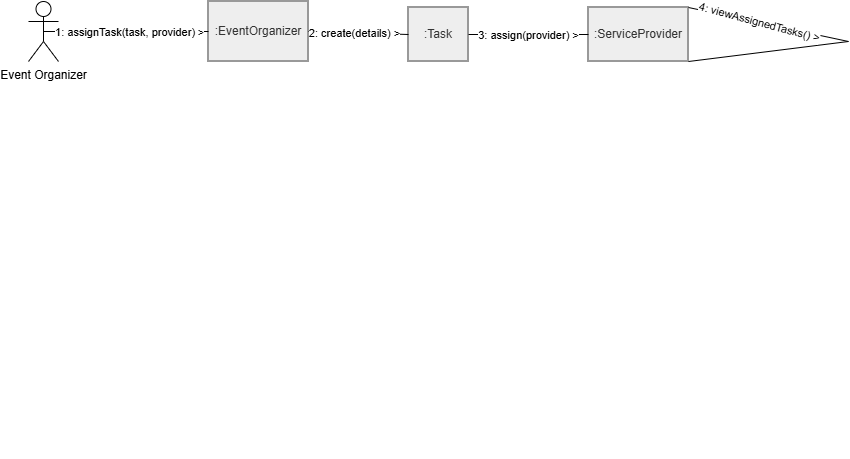 4: viewAssignedTasks() >
1: assignTask(task, provider) >
:EventOrganizer
2: create(details) >
:Task
3: assign(provider) >
:ServiceProvider
Event Organizer